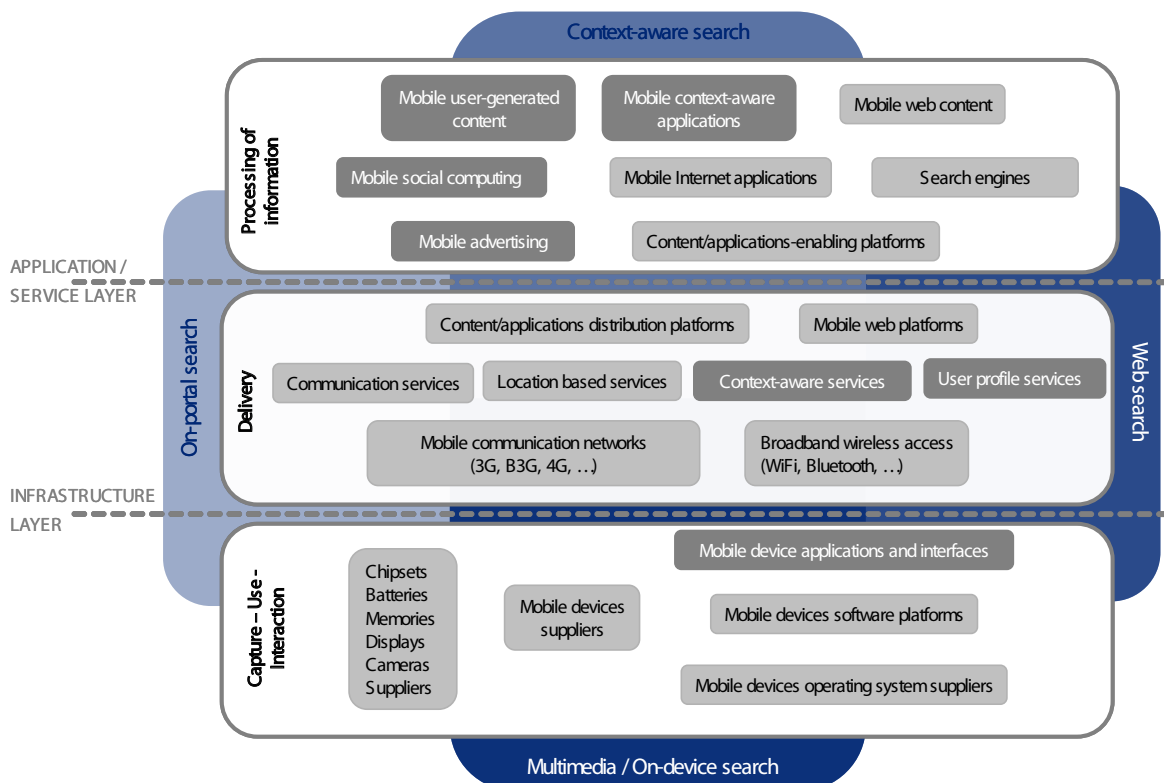 Context-aware search
Processing of
information
Mobile user-generated
content
Mobile context-aware
applications
Mobile web content
Mobile social computing
Mobile Internet applications
Search engines
Mobile advertising
Content/applications-enabling platforms
APPLICATION /
SERVICE LAYER
On-portal search
Web search
Delivery
Content/applications distribution platforms
Mobile web platforms
Communication services
Location based services
Context-aware services
User profile services
Mobile communication networks
(3G, B3G, 4G, …)
Broadband wireless access
(WiFi, Bluetooth, …)
INFRASTRUCTURE
LAYER
Capture – Use -
Interaction
Chipsets
Batteries
Memories
Displays
Cameras
Suppliers
Mobile devices
suppliers
Mobile device applications and interfaces
Mobile devices software platforms
Mobile devices operating system suppliers
Multimedia / On-device search